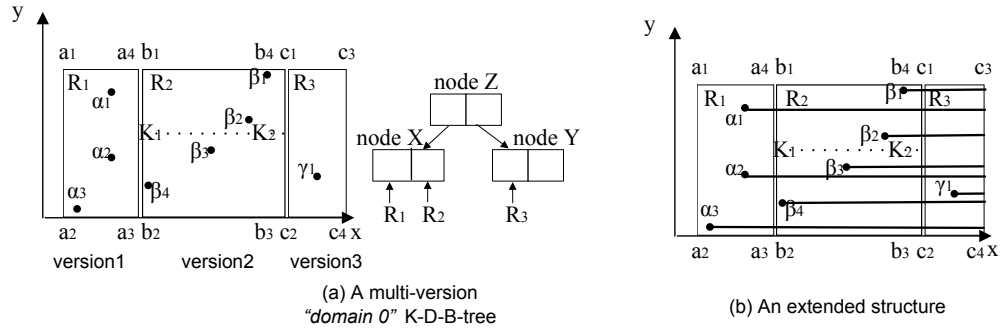 y
a1 a4 b1 b4 c1 c3
R1 R2 β1 R3
α1
β2
K1 K2
α2 β3
γ1
β4
α3
a2 a3 b2 b3 c2 c4 x
version1 version2 version3
node Z
node X node Y
R1 R2 R3
(a) A multi-version
"domain 0" K-D-B-tree
y
a1 a4 b1 b4 c1 c3
R1 R2 β1 R3
α1
β2
K1 K2
α2 β3
γ1
β4
α3
a2 a3 b2 b3 c2 c4 x
(b) An extended structure